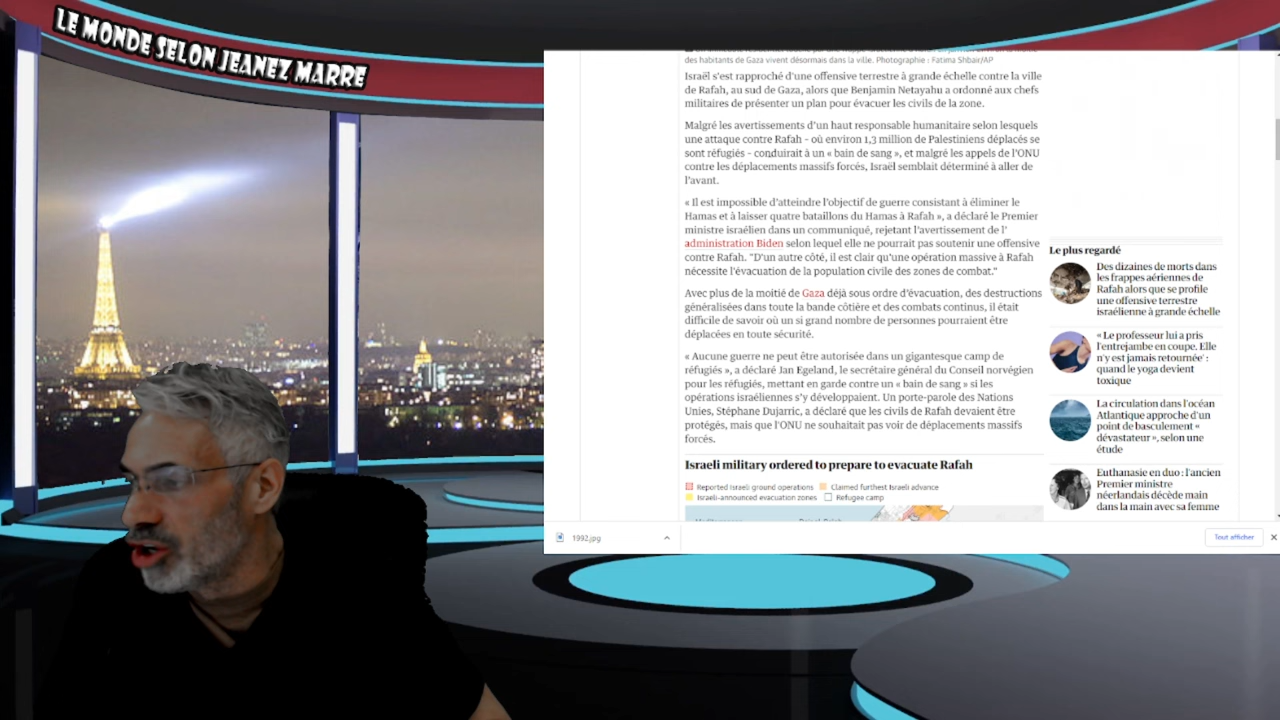 LE MONDE SELON JEANEZ MARRE
des habitants de Gaza vivent désormais dans la ville. Photographie : Fatima Shbair/AP
Israël s'est rapproché d'une offensive terrestre à grande échelle contre la ville
de Rafah, au sud de Gaza, alors que Benjamin Netayahu a ordonné aux chefs
militaires de présenter un plan pour évacuer les civils de la zone.
Malgré les avertissements d'un haut responsable humanitaire selon lesquels
une attaque contre Rafah - où environ 1,3 million de Palestiniens déplacés se
sont réfugiés - conduirait à un « bain de sang », et malgré les appels de l'ONU
contre les déplacements massifs forcés, Israël semblait déterminé à aller de
l'avant.
« Il est impossible d'atteindre l'objectif de guerre consistant à éliminer le
Hamas et à laisser quatre bataillons du Hamas à Rafah », a déclaré le Premier
ministre israélien dans un communiqué, rejetant l'avertissement de l'
administration Biden selon lequel elle ne pourrait pas soutenir une offensive
contre Rafah. "D'un autre côté, il est clair qu'une opération massive à Rafah
nécessite l'évacuation de la population civile des zones de combat."
Avec plus de la moitié de Gaza déjà sous ordre d'évacuation, des destructions
généralisées dans toute la bande côtière et des combats continus, il était
difficile de savoir où un si grand nombre de personnes pourraient être
déplacées en toute sécurité.
« Aucune guerre ne peut être autorisée dans un gigantesque camp de
réfugiés », a déclaré Jan Egeland, le secrétaire général du Conseil norvégien
pour les réfugiés, mettant en garde contre un « bain de sang » si les
opérations israéliennes s'y développaient. Un porte-parole des Nations
Unies, Stéphane Dujarric, a déclaré que les civils de Rafah devaient être
protégés, mais que l'ONU ne souhaitait pas voir de déplacements massifs
forcés.
Israeli military ordered to prepare to evacuate Rafah
Reported Israeli ground operations Claimed furthest Israeli advance
Israeli-announced evacuation zones Refugee camp
Le plus regardé
Des dizaines de morts dans
les frappes aériennes de
Rafah alors que se profile
une offensive terrestre
israélienne à grande échelle
« Le professeur lui a pris
l'entrejambe en coupe. Elle
n'y est jamais retournée' :
quand le yoga devient
toxique
La circulation dans l'océan
Atlantique approche d'un
point de basculement «
dévastateur », selon une
étude
Euthanasie en duo : l'ancien
Premier ministre
néerlandais décède main
dans la main avec sa femme
1992.jpg
Tout afficher